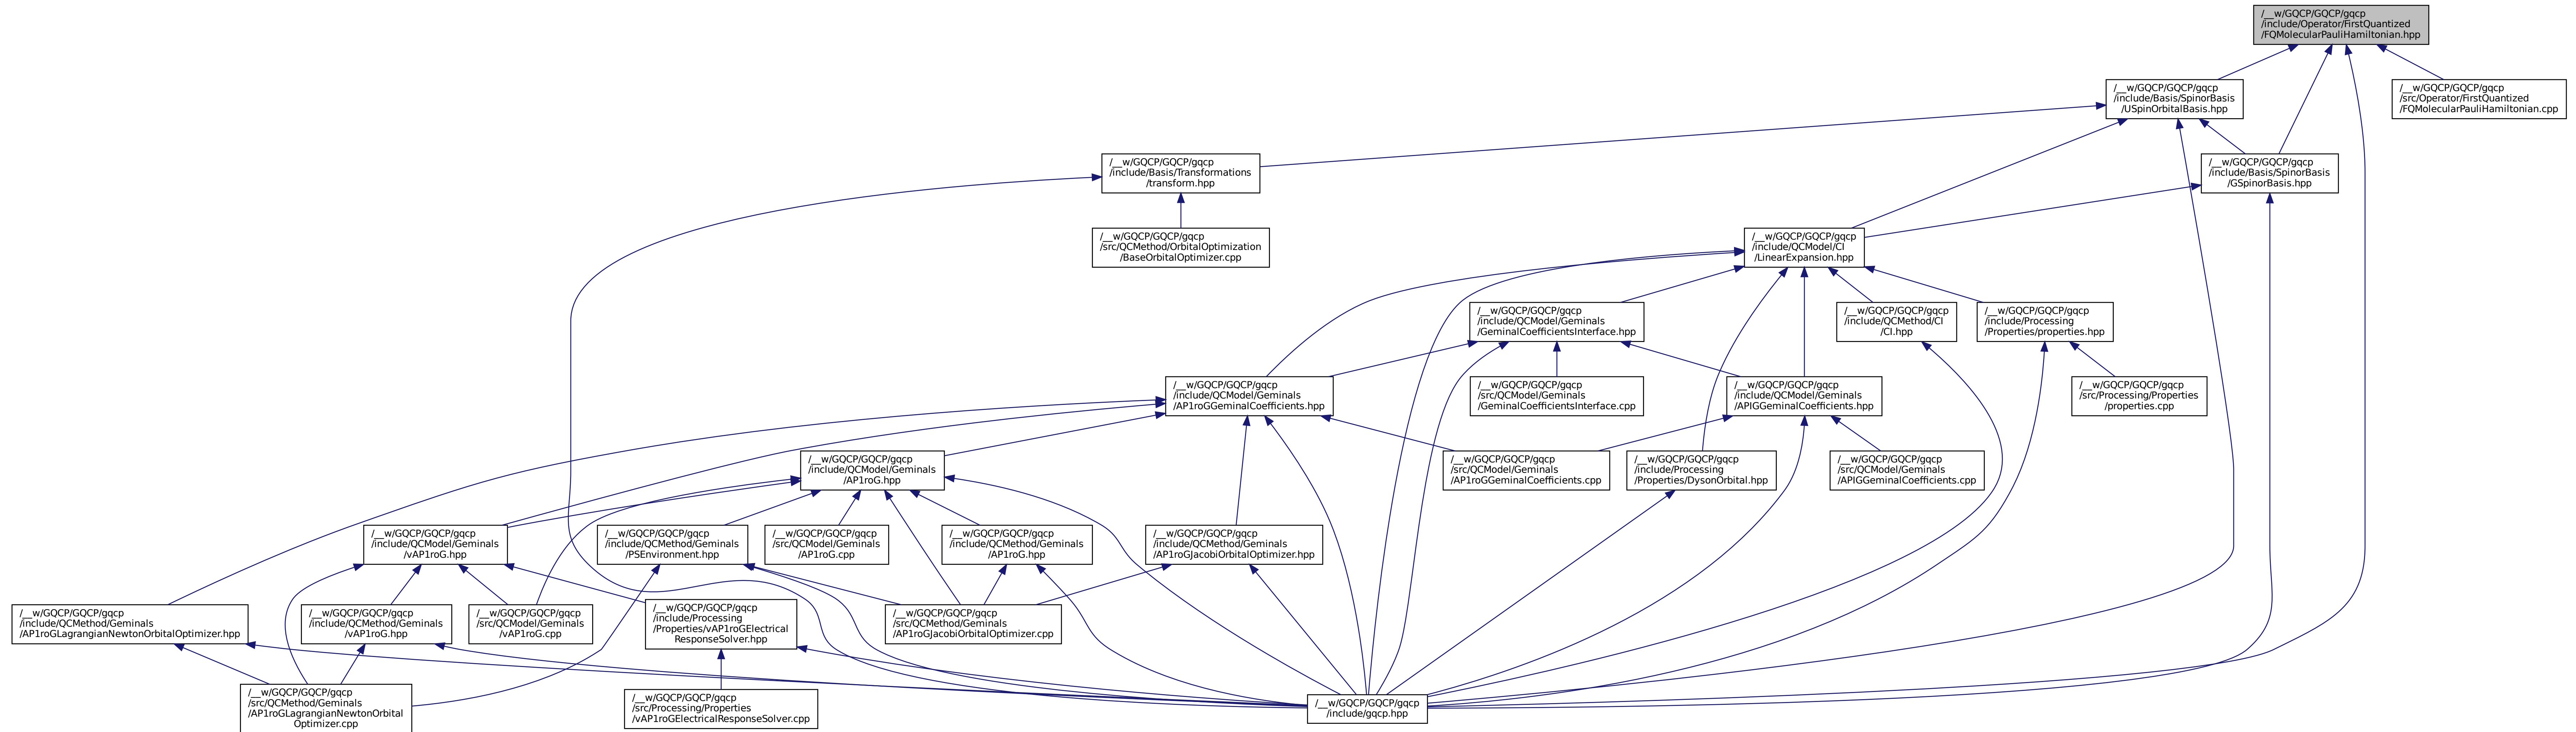 /__w/GQCP/GQCP/gqcp
/include/Operator/FirstQuantized
/FQMolecularPauliHamiltonian.hpp
/__w/GQCP/GQCP/gqcp
/include/Basis/SpinorBasis
/USpinOrbitalBasis.hpp
/__w/GQCP/GQCP/gqcp
/src/Operator/FirstQuantized
/FQMolecularPauliHamiltonian.cpp
/__w/GQCP/GQCP/gqcp
/include/Basis/Transformations
/transform.hpp
/__w/GQCP/GQCP/gqcp
/include/Basis/SpinorBasis
/GSpinorBasis.hpp
/__w/GQCP/GQCP/gqcp
/src/QCMethod/OrbitalOptimization
/BaseOrbitalOptimizer.cpp
/__w/GQCP/GQCP/gqcp
/include/QCModel/CI
/LinearExpansion.hpp
/__w/GQCP/GQCP/gqcp
/include/QCModel/Geminals
/GeminalCoefficientsInterface.hpp
/__w/GQCP/GQCP/gqcp
/include/QCMethod/CI
/CI.hpp
/__w/GQCP/GQCP/gqcp
/include/Processing
/Properties/properties.hpp
/__w/GQCP/GQCP/gqcp
/include/QCModel/Geminals
/AP1roGGeminalCoefficients.hpp
/__w/GQCP/GQCP/gqcp
/src/QCModel/Geminals
/GeminalCoefficientsInterface.cpp
/__w/GQCP/GQCP/gqcp
/include/QCModel/Geminals
/APIGGeminalCoefficients.hpp
/__w/GQCP/GQCP/gqcp
/src/Processing/Properties
/properties.cpp
/__w/GQCP/GQCP/gqcp
/include/QCModel/Geminals
/AP1roG.hpp
/__w/GQCP/GQCP/gqcp
/src/QCModel/Geminals
/AP1roGGeminalCoefficients.cpp
/__w/GQCP/GQCP/gqcp
/include/Processing
/Properties/DysonOrbital.hpp
/__w/GQCP/GQCP/gqcp
/src/QCModel/Geminals
/APIGGeminalCoefficients.cpp
/__w/GQCP/GQCP/gqcp
/include/QCModel/Geminals
/vAP1roG.hpp
/__w/GQCP/GQCP/gqcp
/include/QCMethod/Geminals
/PSEnvironment.hpp
/__w/GQCP/GQCP/gqcp
/src/QCModel/Geminals
/AP1roG.cpp
/__w/GQCP/GQCP/gqcp
/include/QCMethod/Geminals
/AP1roG.hpp
/__w/GQCP/GQCP/gqcp
/include/QCMethod/Geminals
/AP1roGJacobiOrbitalOptimizer.hpp
/__w/GQCP/GQCP/gqcp
/include/QCMethod/Geminals
/AP1roGLagrangianNewtonOrbitalOptimizer.hpp
/__w/GQCP/GQCP/gqcp
/include/QCMethod/Geminals
/vAP1roG.hpp
/__w/GQCP/GQCP/gqcp
/src/QCModel/Geminals
/vAP1roG.cpp
/__w/GQCP/GQCP/gqcp
/include/Processing
/Properties/vAP1roGElectrical
ResponseSolver.hpp
/__w/GQCP/GQCP/gqcp
/src/QCMethod/Geminals
/AP1roGJacobiOrbitalOptimizer.cpp
/__w/GQCP/GQCP/gqcp
/src/QCMethod/Geminals
/AP1roGLagrangianNewtonOrbital
Optimizer.cpp
/__w/GQCP/GQCP/gqcp
/src/Processing/Properties
/vAP1roGElectricalResponseSolver.cpp
/__w/GQCP/GQCP/gqcp
/include/gqcp.hpp